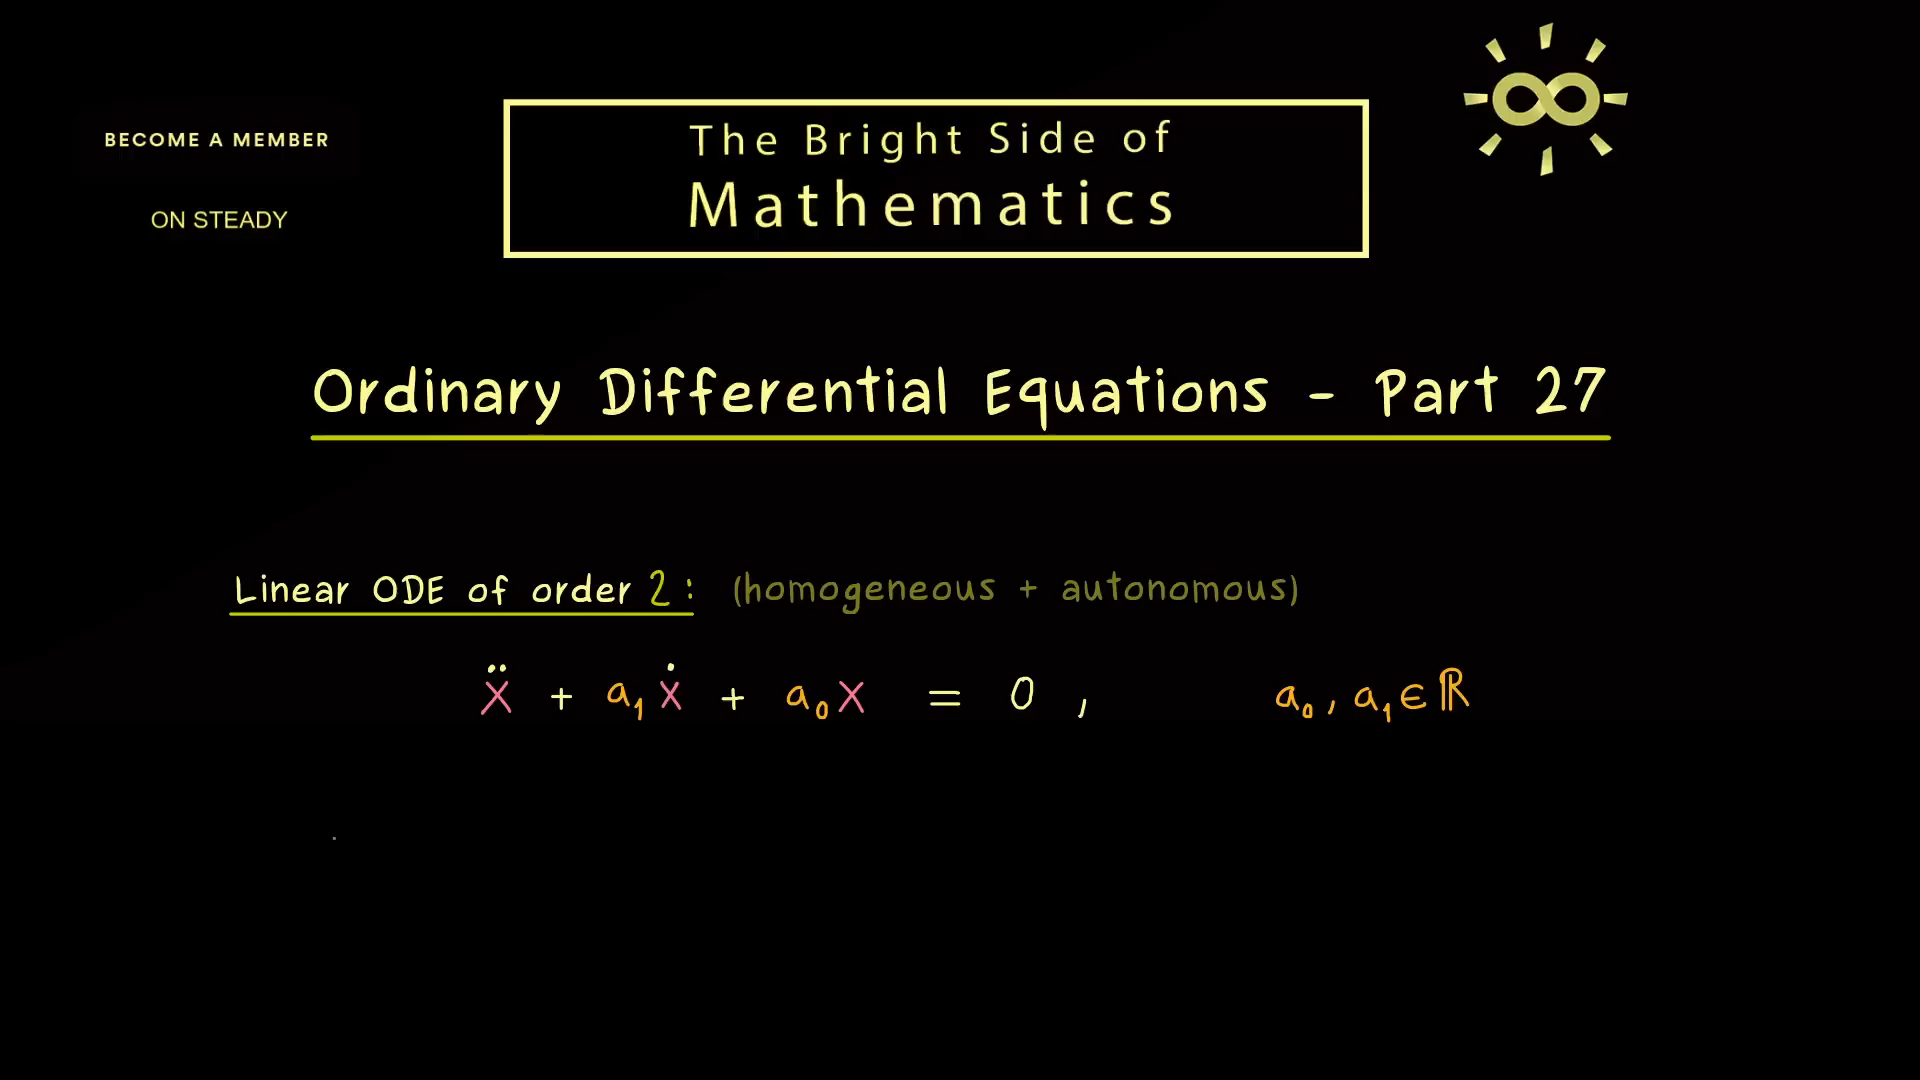 BECOME A MEMBER
ON STEADY
The Bright Side of
Mathematics
Ordinary Differential Equations - Part 27
Linear ODE of order 2: (homogeneous + autonomous)
ẍ + a₁ẋ + a₀x = 0 , a₀, a₁ ∈ ℝ